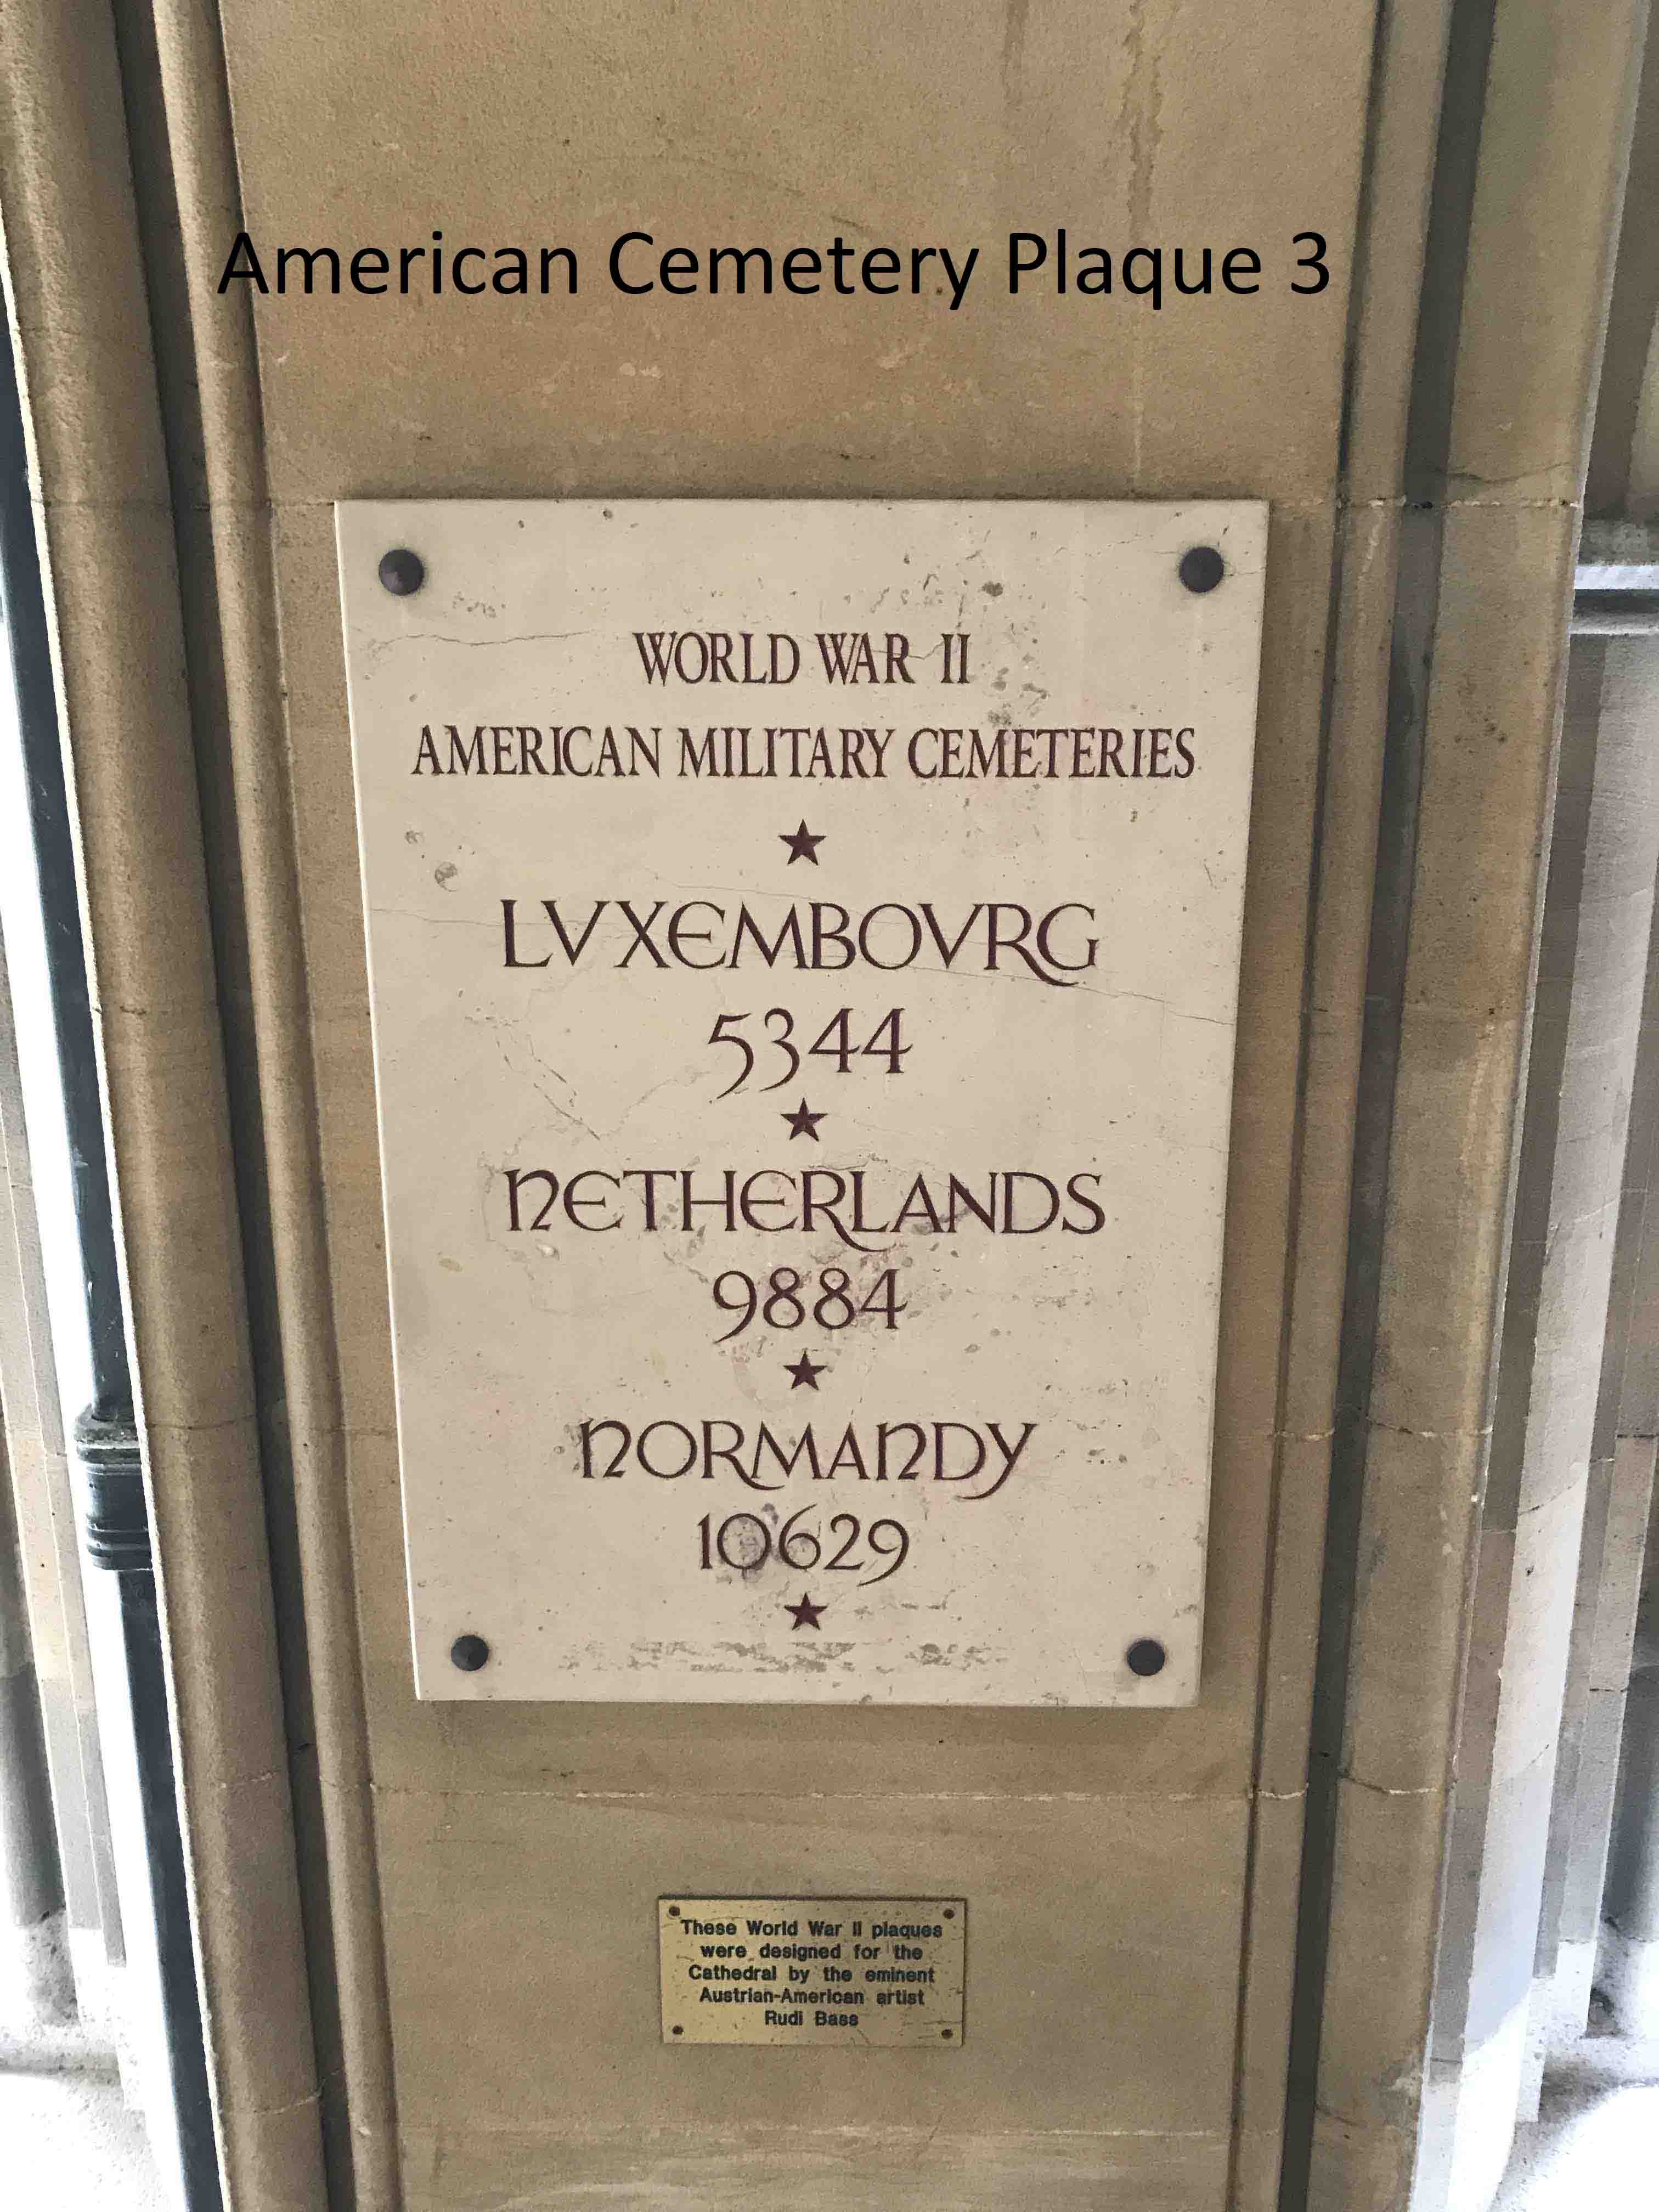 American Cemetery Plaque 3
WORLD WAR II
AMERICAN MILITARY CEMETERIES
★
LVXEMBOVRG
5344
★
NETHERLANDS
9884
★
NORMANDY
10629
★
These World War II plaques
were designed for the
Cathedral by the eminent
Austrian-American artist
Rudi Bass